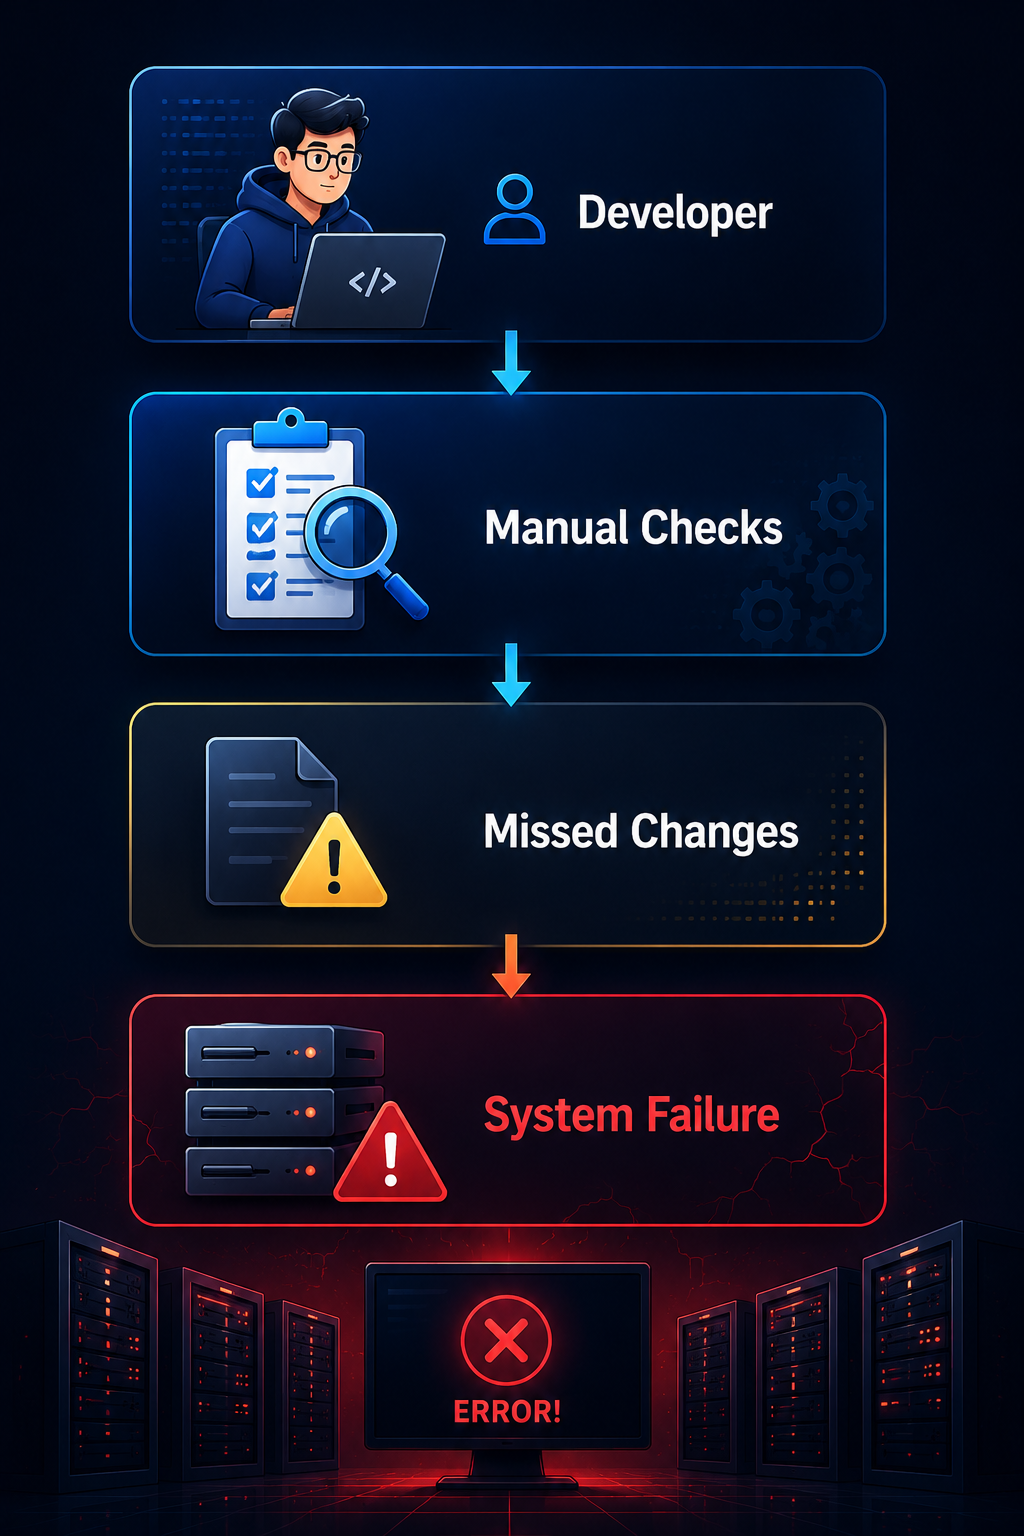 </>
Developer
Manual Checks
Missed Changes
System Failure
ERROR!